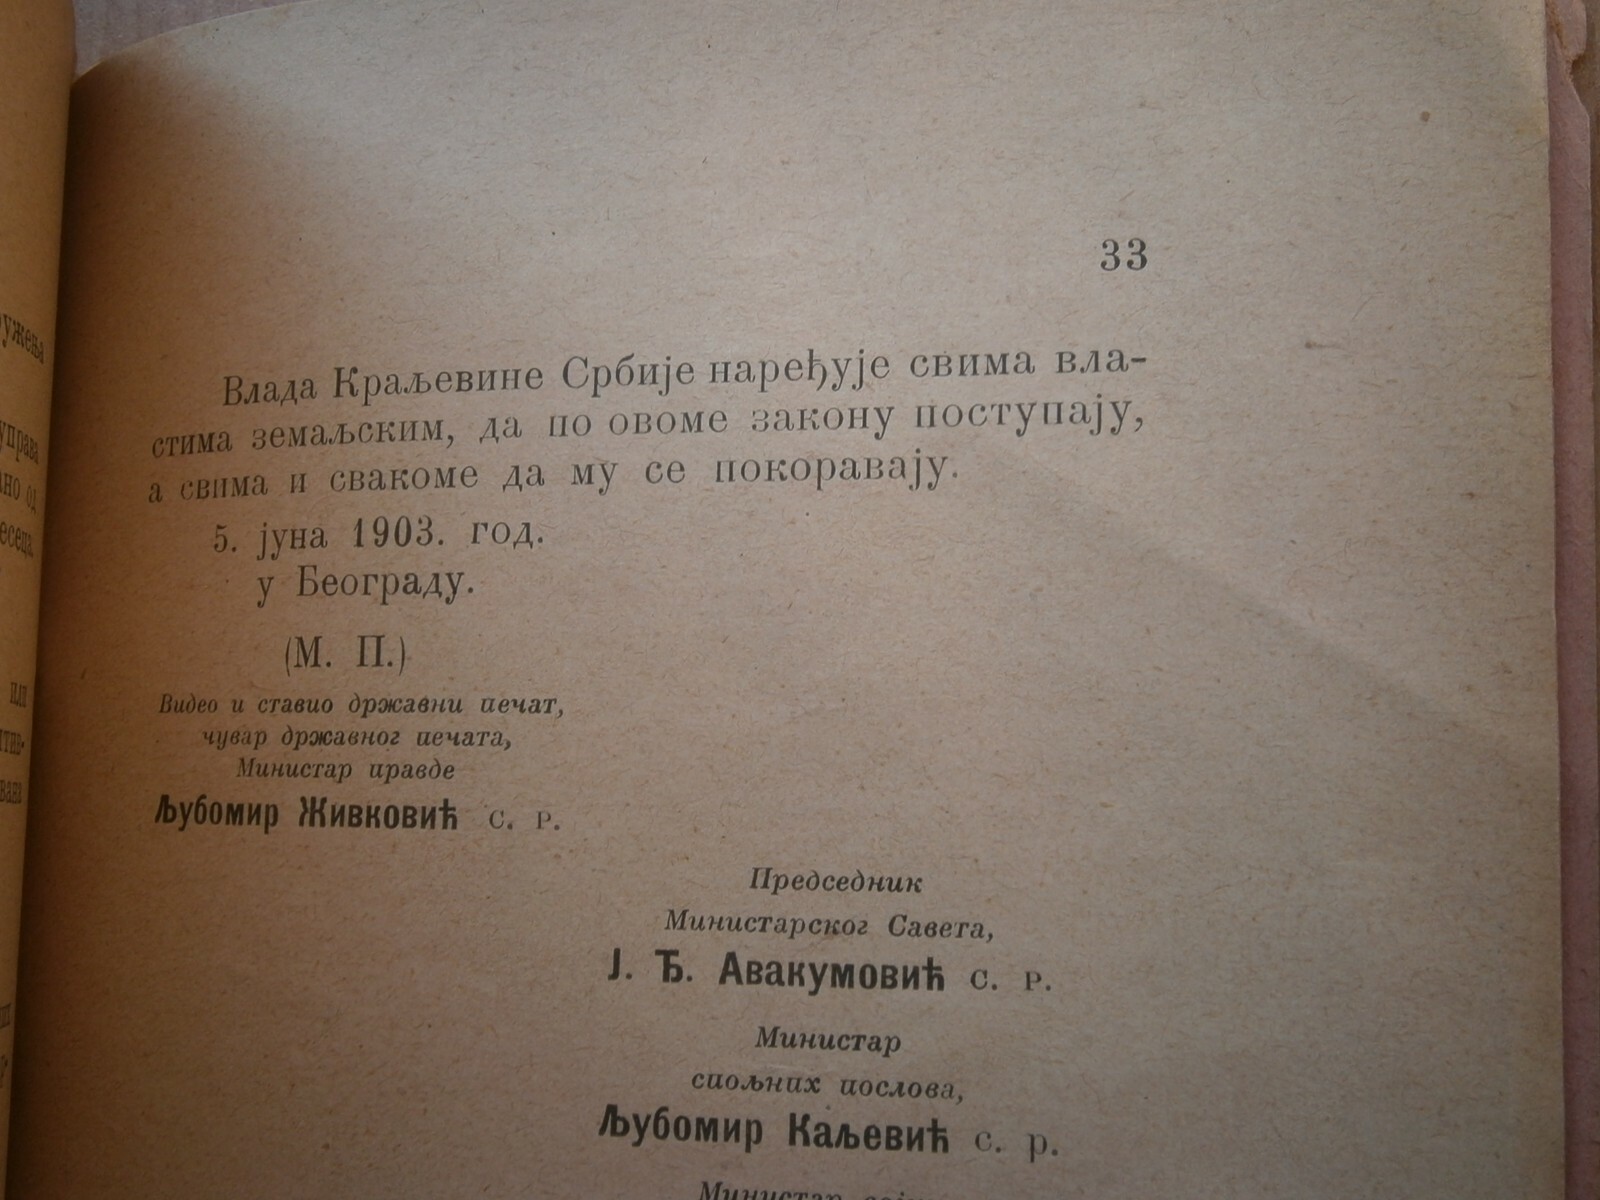 33
Влада Краљевине Србије наређује свима вла-
стима земаљским, да по овоме закону поступају,
а свима и свакоме да му се покоравају.
5. јуна 1903. год.
у Београду.
(М. П.)
Видео и ставио државни печат,
чувар државног печата,
Министар правде
Љубомир Живковић с. р.
Председник
Министарског Савета,
Ј. Ђ. Авакумовић с. р.
Министар
спољних послова,
Љубомир Каљевић с. р.
Министар